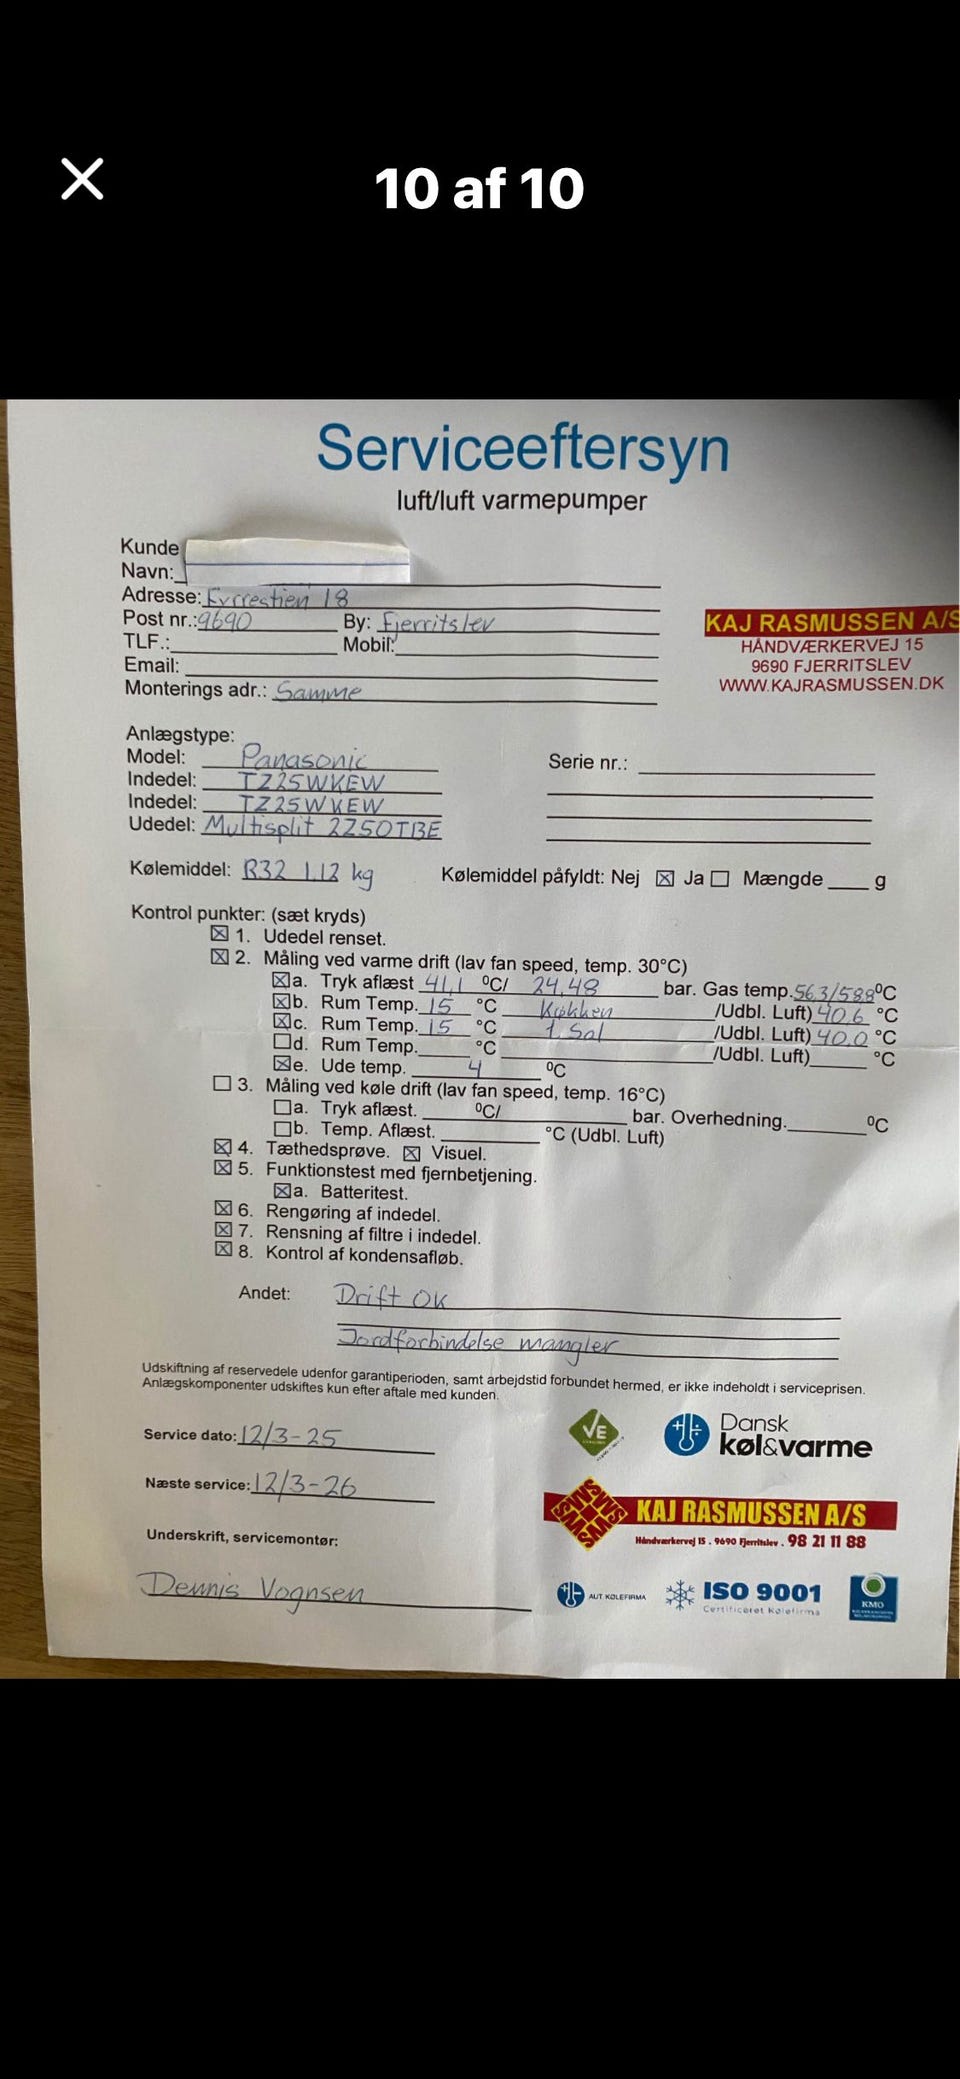 10 af 10
Serviceeftersyn
luft/luft varmepumper
Kunde
Navn:
Adresse: Fyrrestien 18
Post nr.: 9690 By: Fjerritslev
TLF.: Mobil:
Email:
Monterings adr.: Samme
KAJ RASMUSSEN A/S
HÅNDVÆRKERVEJ 15
9690 FJERRITSLEV
WWW.KAJRASMUSSEN.DK
Anlægstype:
Model: Panasonic Serie nr.:
Indedel: TZ25WKEW
Indedel: TZ25WKEW
Udedel: Multisplit 2Z50TBE
Kølemiddel: R32 1.12 kg Kølemiddel påfyldt: Nej ☒ Ja ☐ Mængde ____ g
Kontrol punkter: (sæt kryds)
☒ 1. Udedel renset.
☒ 2. Måling ved varme drift (lav fan speed, temp. 30°C)
☒a. Tryk aflæst 41,1 ⁰C/ 24,48 bar. Gas temp. 56,3/58,8 ⁰C
☒b. Rum Temp. 15 °C Køkken /Udbl. Luft) 40,6 °C
☒c. Rum Temp. 15 °C 1. Sal /Udbl. Luft) 40,0 °C
☐d. Rum Temp. °C /Udbl. Luft) °C
☒e. Ude temp. 4 ⁰C
☐ 3. Måling ved køle drift (lav fan speed, temp. 16°C)
☐a. Tryk aflæst. ⁰C/ bar. Overhedning. ⁰C
☐b. Temp. Aflæst. °C (Udbl. Luft)
☒ 4. Tæthedsprøve. ☒ Visuel.
☒ 5. Funktionstest med fjernbetjening.
☒a. Batteritest.
☒ 6. Rengøring af indedel.
☒ 7. Rensning af filtre i indedel.
☒ 8. Kontrol af kondensafløb.
Andet: Drift OK
Jordforbindelse mangler
Udskiftning af reservedele udenfor garantiperioden, samt arbejdstid forbundet hermed, er ikke indeholdt i serviceprisen.
Anlægskomponenter udskiftes kun efter aftale med kunden.
Service dato: 12/3-25
VE
Dansk
køl&varme
Næste service: 12/3-26
KAJ RASMUSSEN A/S
Håndværkervej 15 . 9690 Fjerritslev . 98 21 11 88
Underskrift, servicemontør:
Dennis Vognsen
AUT. KØLEFIRMA
ISO 9001
Certificeret Kølefirma
KMO